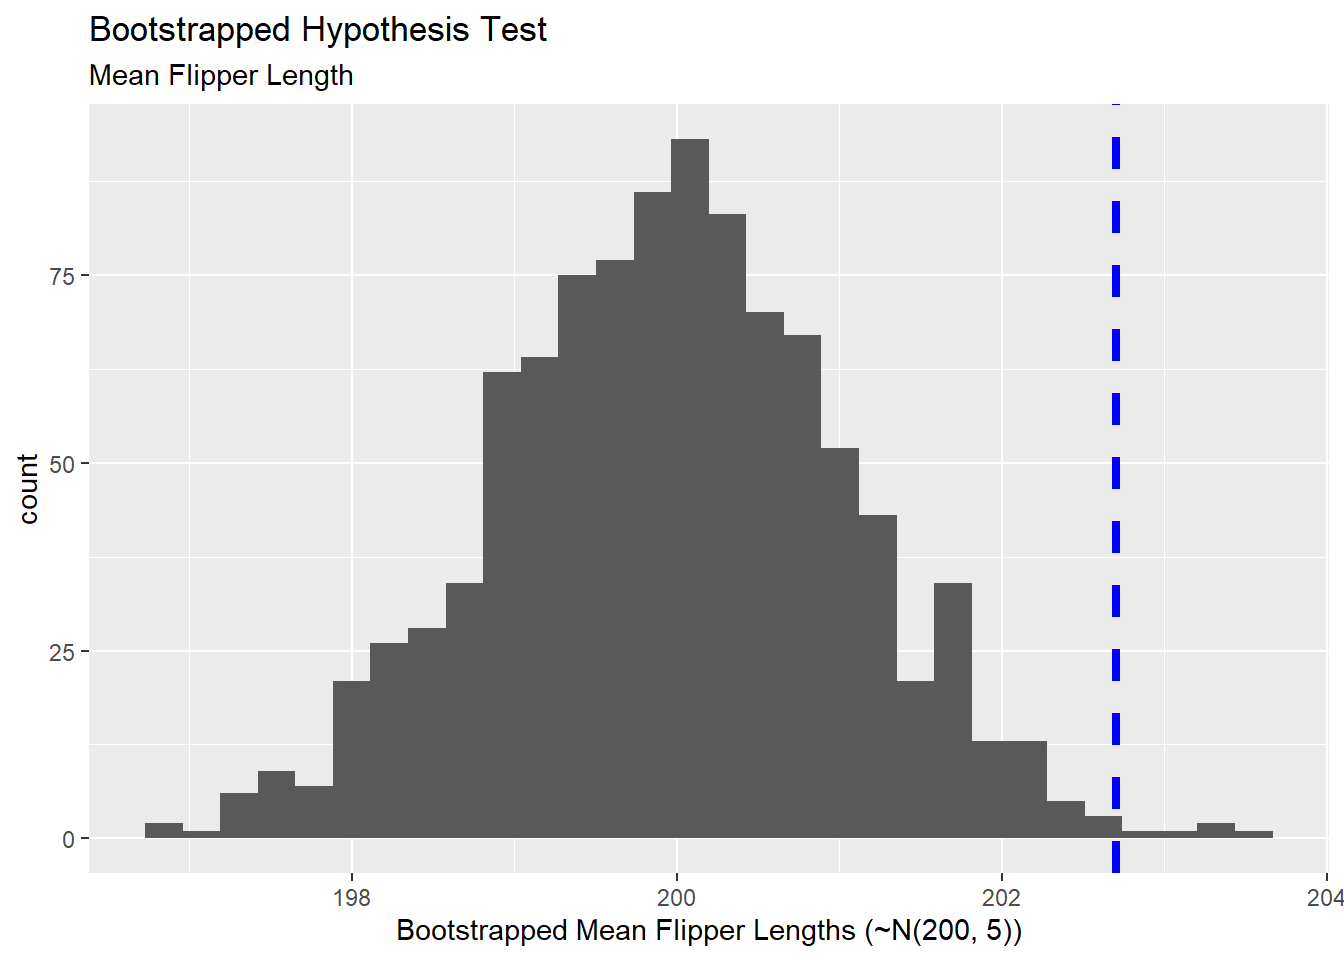 Bootstrapped Hypothesis Test
Mean Flipper Length
count
75
50
25
0
198 200 202 204
Bootstrapped Mean Flipper Lengths (~N(200, 5))